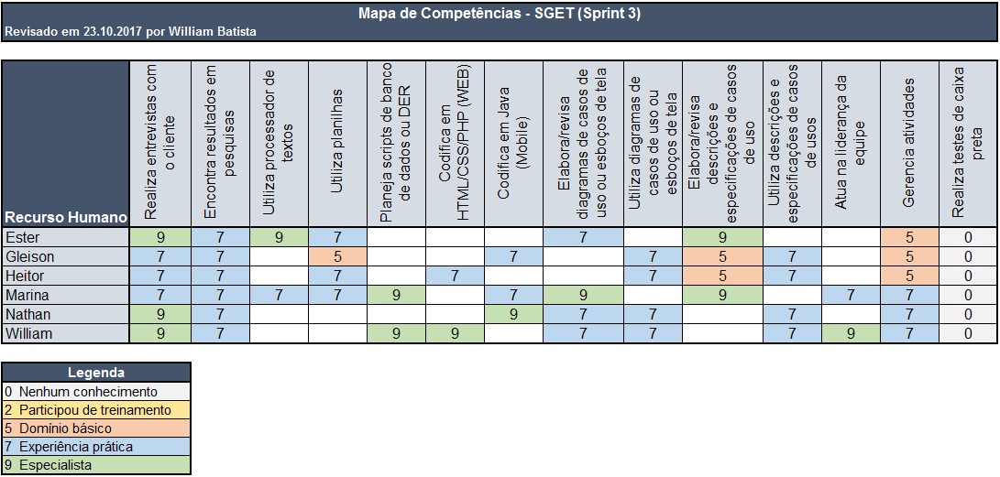 Mapa de Competências - SGET (Sprint 3)
Revisado em 23.10.2017 por William Batista
Recurso Humano
Realiza entrevistas com
o cliente
Encontra resultados em
pesquisas
Utiliza processador de
textos
Utiliza planilhas
Planeja scripts de banco
de dados ou DER
Codifica em
HTML/CSS/PHP (WEB)
Codifica em Java
(Mobile)
Elabora/revisa
diagramas de casos de
uso ou esboços de tela
Utiliza diagramas de
casos de uso ou
esboços de tela
Elabora/revisa
descrições e
especificações de casos
de uso
Utiliza descrições e
especificações de casos
de usos
Atua na liderança da
equipe
Gerencia atividades
Realiza testes de caixa
preta
Ester 9 7 9 7 7 9 5 0
Gleison 7 7 5 7 7 5 7 5 0
Heitor 7 7 7 7 7 5 7 5 0
Marina 7 7 7 7 9 7 9 9 7 7 0
Nathan 9 7 9 7 7 7 7 0
William 9 7 9 9 7 7 7 9 7 0
Legenda
0 Nenhum conhecimento
2 Participou de treinamento
5 Domínio básico
7 Experiência prática
9 Especialista